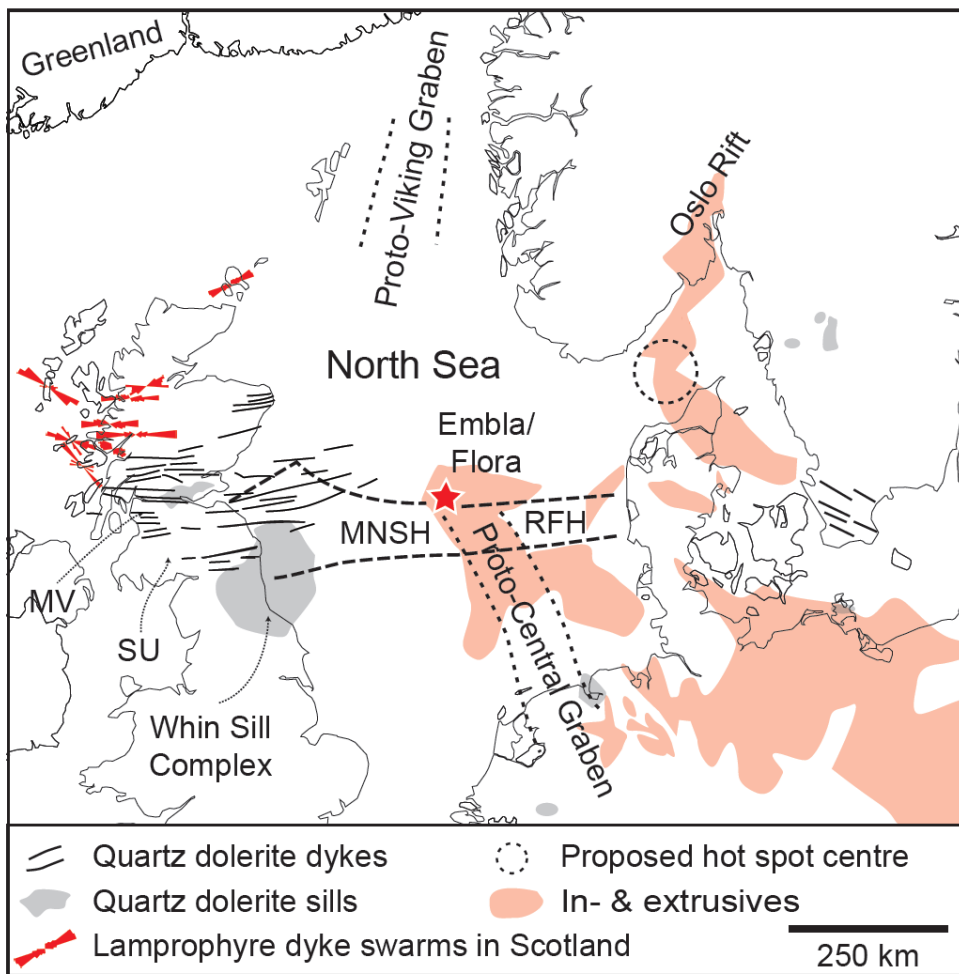 Greenland
Proto-Viking Graben
Oslo Rift
North Sea
Embla/
Flora
MNSH
RFH
Proto-Central Graben
MV
SU
Whin Sill
Complex
Quartz dolerite dykes
Proposed hot spot centre
Quartz dolerite sills
In- & extrusives
Lamprophyre dyke swarms in Scotland
250 km